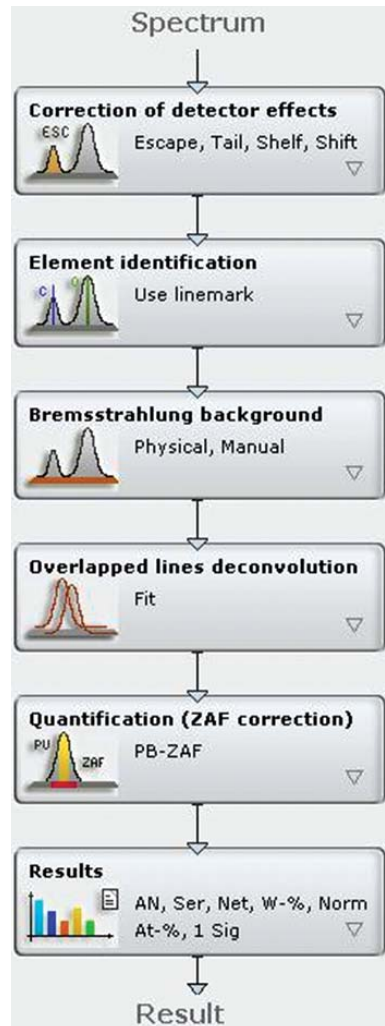 Spectrum
Correction of detector effects
ESC
Escape, Tail, Shelf, Shift
Element identification
C
O
Use linemark
Bremsstrahlung background
Physical, Manual
Overlapped lines deconvolution
Fit
Quantification (ZAF correction)
PU
ZAF
PB-ZAF
Results
AN, Ser, Net, W-%, Norm
At-%, 1 Sig
Result